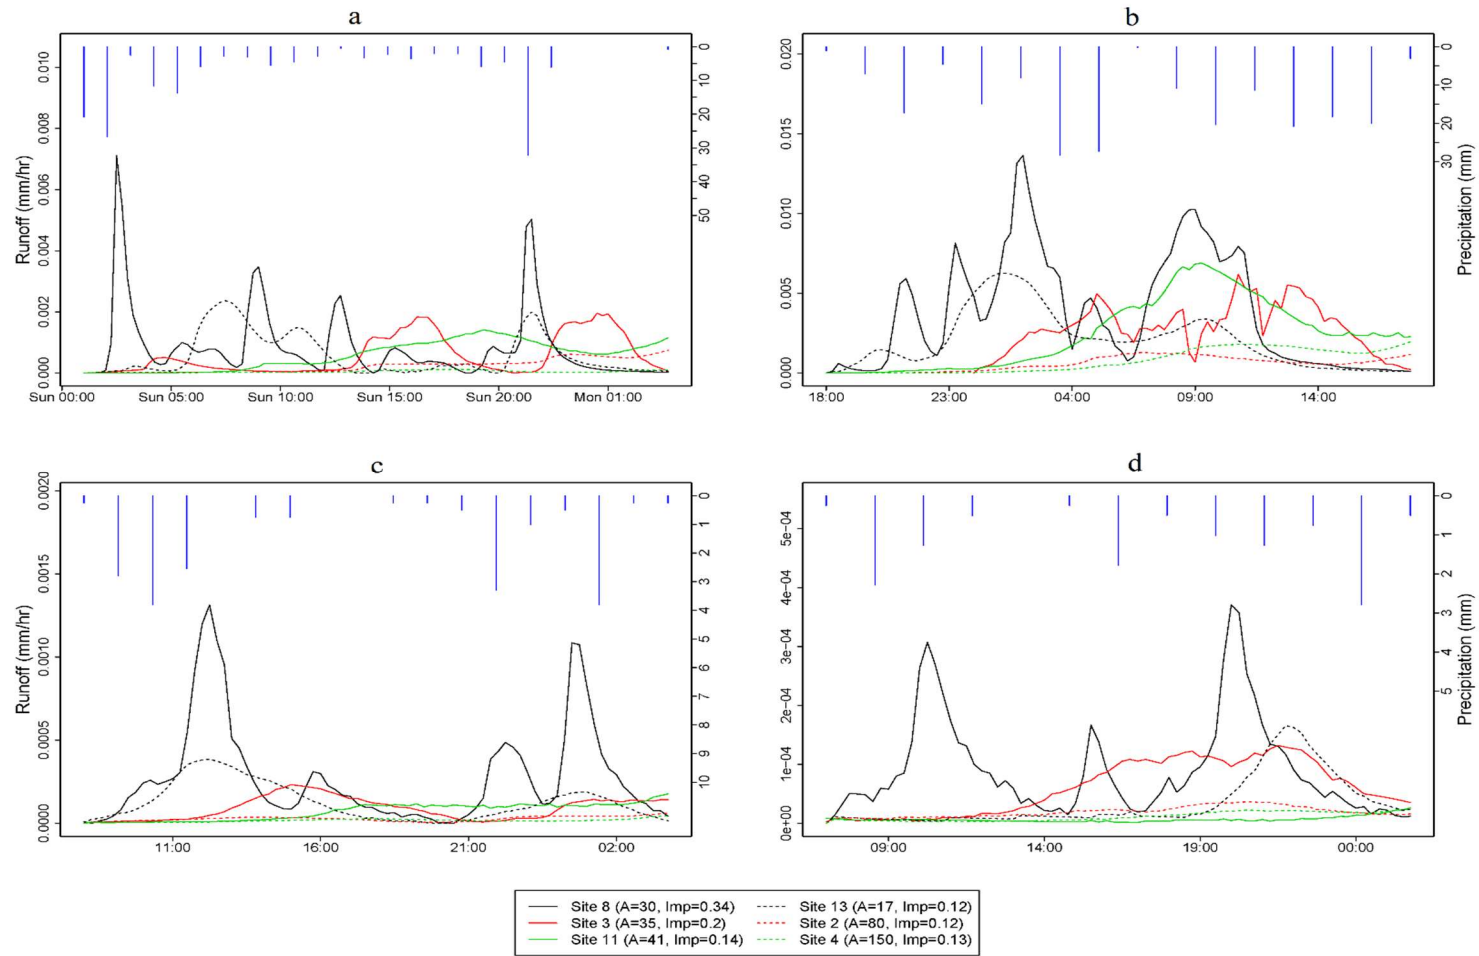 a
b
0.010
0.008
0.006
0.004
0.002
0.000
Runoff (mm/hr)
0
10
20
30
40
50
Sun 00:00 Sun 05:00 Sun 10:00 Sun 15:00 Sun 20:00 Mon 01:00
0.020
0.015
0.010
0.005
0.000
0
10
20
30
Precipitation (mm)
18:00 23:00 04:00 09:00 14:00
c
d
0.0020
0.0015
0.0010
0.0005
0.0000
Runoff (mm/hr)
0
1
2
3
4
5
6
7
8
9
10
11:00 16:00 21:00 02:00
5e-04
4e-04
3e-04
2e-04
1e-04
0e+00
0
1
2
3
4
5
Precipitation (mm)
09:00 14:00 19:00 00:00
Site 8 (A=30, Imp=0.34) Site 13 (A=17, Imp=0.12)
Site 3 (A=35, Imp=0.2) Site 2 (A=80, Imp=0.12)
Site 11 (A=41, Imp=0.14) Site 4 (A=150, Imp=0.13)